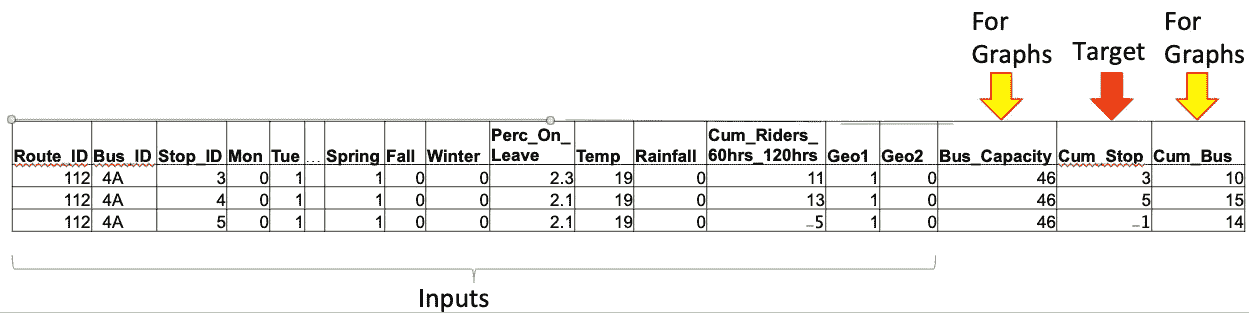 For Graphs Target For Graphs
Route_ID Bus_ID Stop_ID Mon Tue ... Spring Fall Winter Perc_On_Leave Temp Rainfall Cum_Riders_60hrs_120hrs Geo1 Geo2 Bus_Capacity Cum_Stop Cum_Bus
112 4A 3 0 1 1 0 0 2.3 19 0 11 1 0 46 3 10
112 4A 4 0 1 1 0 0 2.1 19 0 13 1 0 46 5 15
112 4A 5 0 1 1 0 0 2.1 19 0 –5 1 0 46 –1 14
Inputs